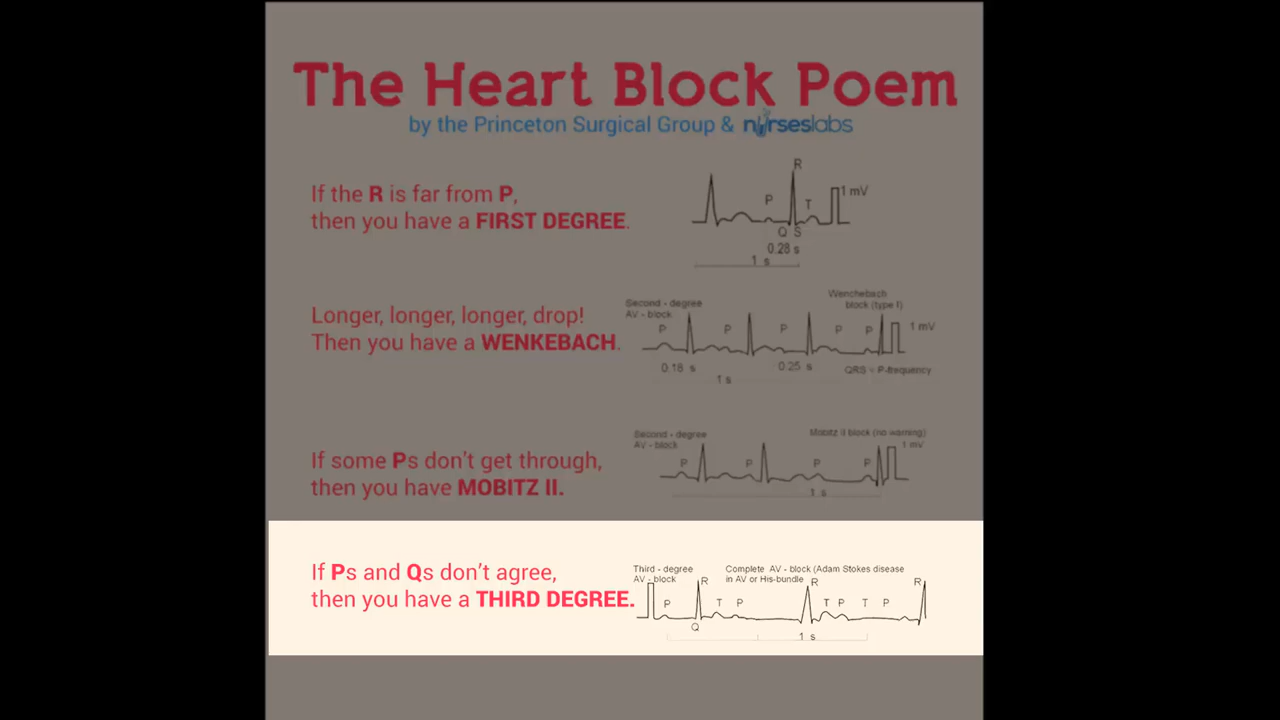 The Heart Block Poem
by the Princeton Surgical Group & nurseslabs
If the R is far from P,
then you have a FIRST DEGREE.
R
P
T
1 mV
Q S
0.28 s
1 s
Longer, longer, longer, drop!
Then you have a WENKEBACH.
Second - degree
AV - block
Wenchebach
block (type I)
P P P P P
1 mV
0.18 s 0.25 s
QRS < P-frequency
1 s
If some Ps don't get through,
then you have MOBITZ II.
Second - degree
AV - block
Mobitz II block (no warning)
1 mV
P P P P
1 s
If Ps and Qs don't agree,
then you have a THIRD DEGREE.
Third - degree
AV - block
Complete AV - block (Adam Stokes disease
in AV or His-bundle
R R R
P T P T P T P
Q
1 s